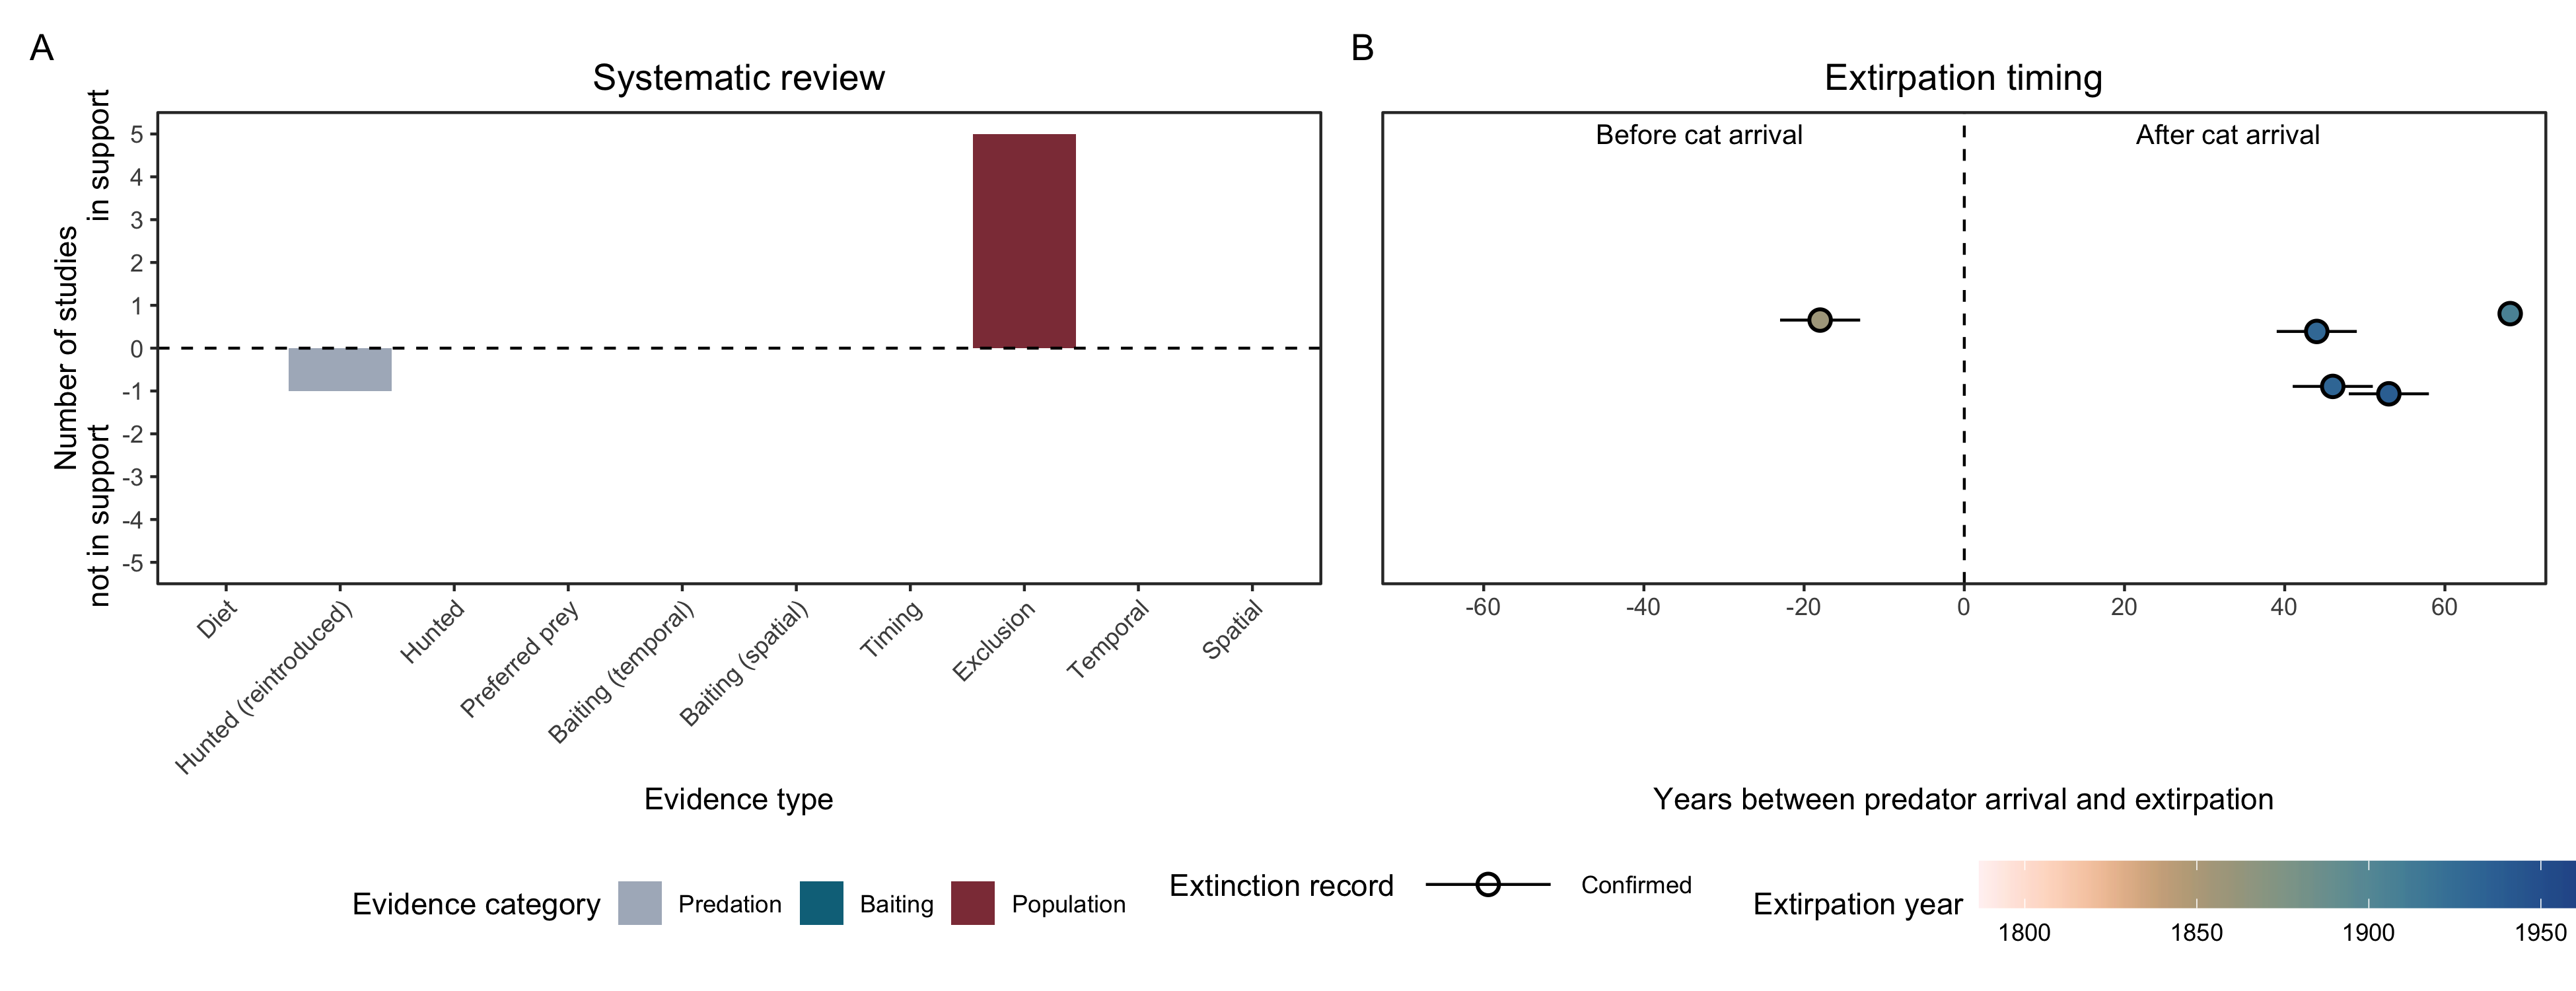 A
Systematic review
Number of studies
in support
not in support
5
4
3
2
1
0
-1
-2
-3
-4
-5
Diet
Hunted (reintroduced)
Hunted
Preferred prey
Baiting (temporal)
Baiting (spatial)
Timing
Exclusion
Temporal
Spatial
Evidence type
B
Extirpation timing
Before cat arrival
After cat arrival
-60
-40
-20
0
20
40
60
Years between predator arrival and extirpation
Evidence category
Predation
Baiting
Population
Extinction record
Confirmed
Extirpation year
1800
1850
1900
1950